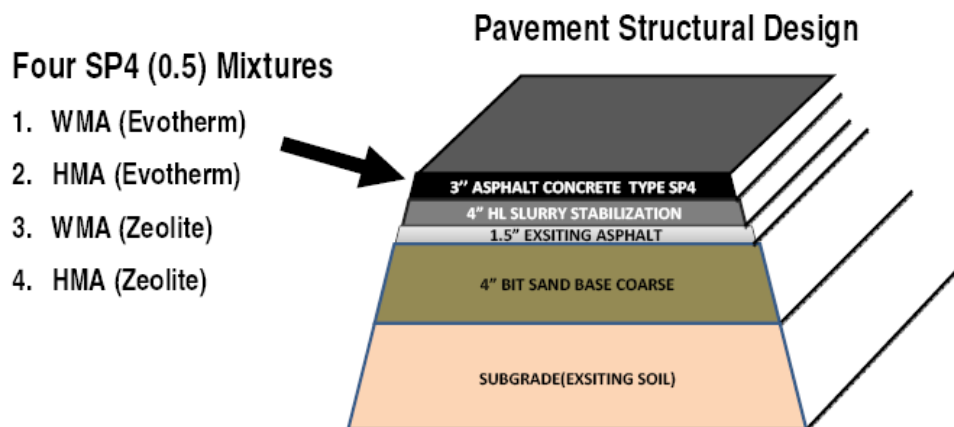 Pavement Structural Design
Four SP4 (0.5) Mixtures
1. WMA (Evotherm)
2. HMA (Evotherm)
3. WMA (Zeolite)
4. HMA (Zeolite)
3" ASPHALT CONCRETE TYPE SP4
4" HL SLURRY STABILIZATION
1.5" EXSITING ASPHALT
4" BIT SAND BASE COARSE
SUBGRADE(EXSITING SOIL)